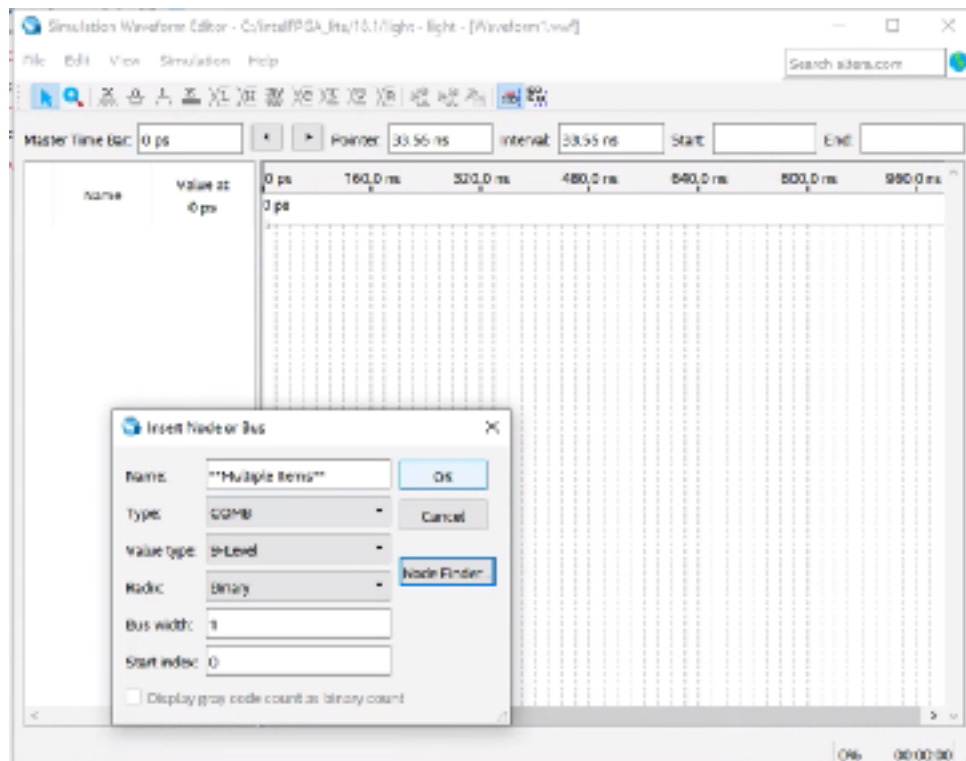 Simulation Waveform Editor - C:/intelFPGA_lite/18.1/light - light - [Waveform1.vwf]
File Edit View Simulation Help
Search altera.com
Master Time Bar: 0 ps Pointer: 33.56 ns Interval: 33.56 ns Start: End:
Name
Value at
0 ps
0 ps 160.0 ns 320.0 ns 480.0 ns 640.0 ns 800.0 ns 960.0 ns
0 ps
Insert Node or Bus
Name: **Multiple Items** OK
Type: COMB Cancel
Value type: 9-Level
Node Finder...
Radix: Binary
Bus width: 1
Start index: 0
Display gray code count as binary count
0% 00:00:00